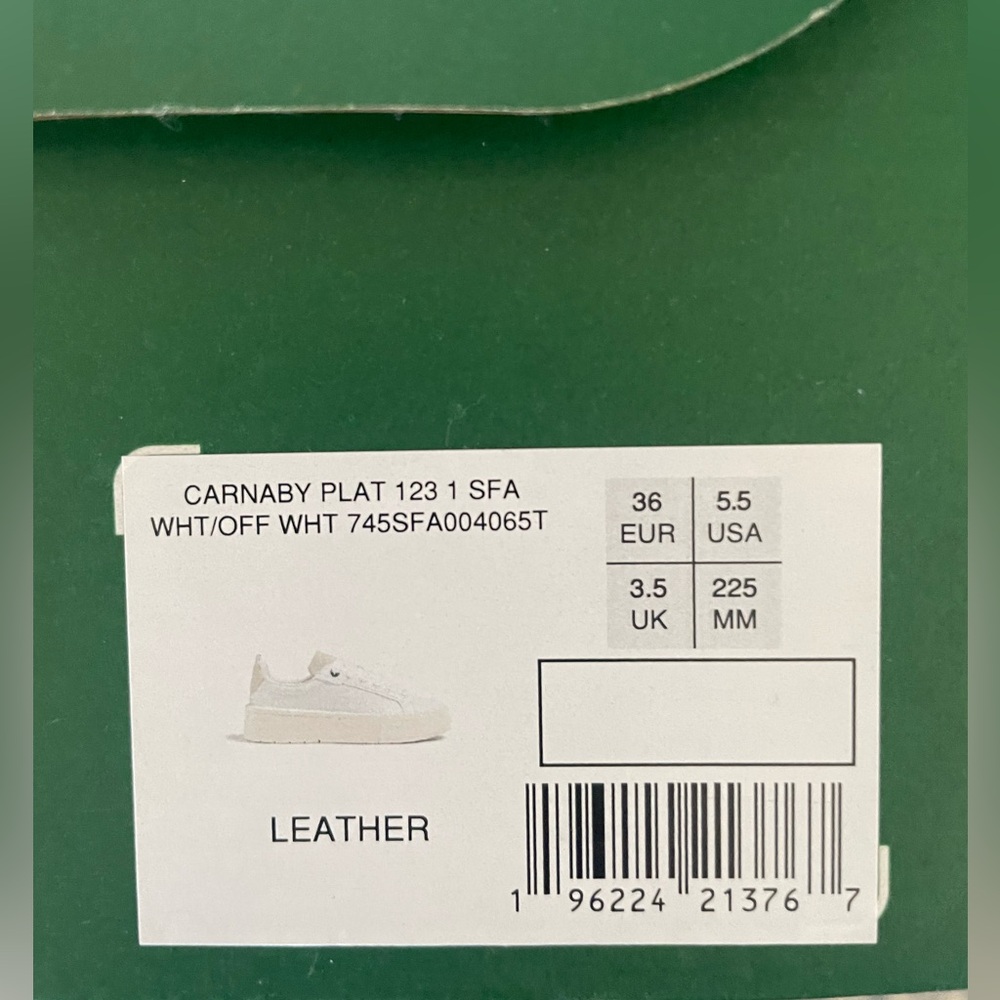 CARNABY PLAT 123 1 SFA
WHT/OFF WHT 745SFA004065T
36 5.5
EUR USA
3.5 225
UK MM
LEATHER
1 96224 21376 7